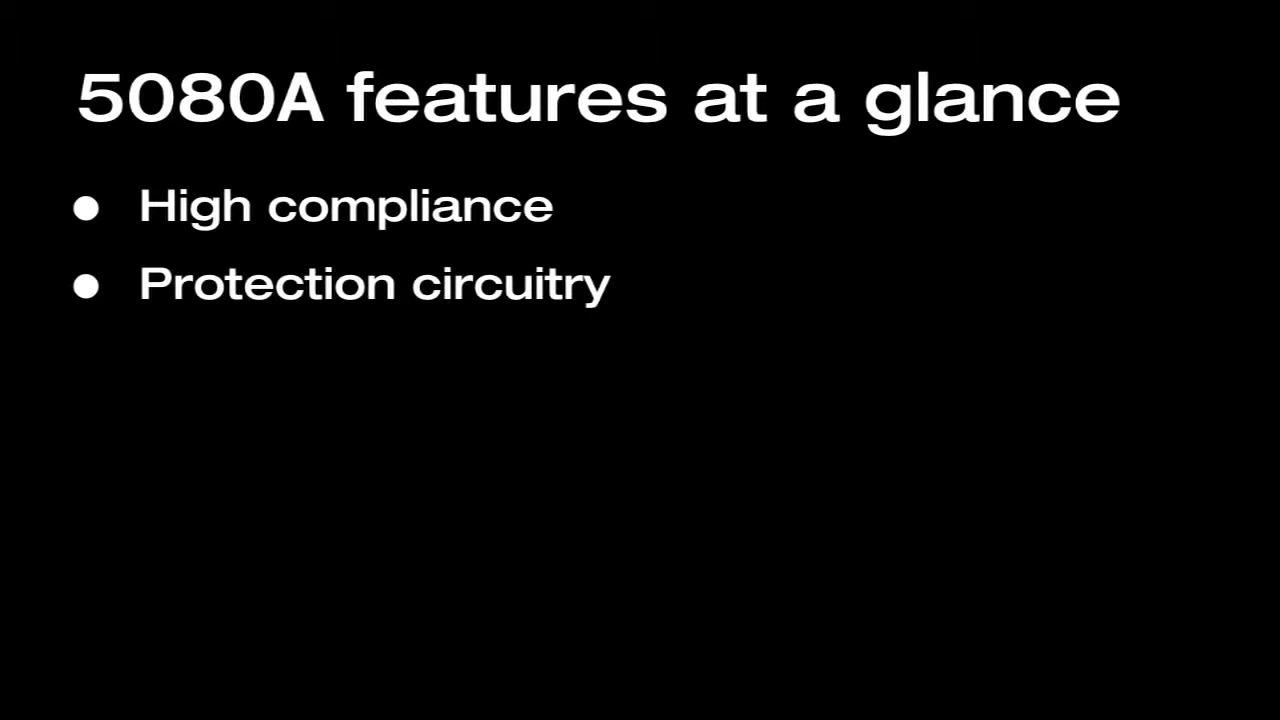 5080A features at a glance
● High compliance
● Protection circuitry